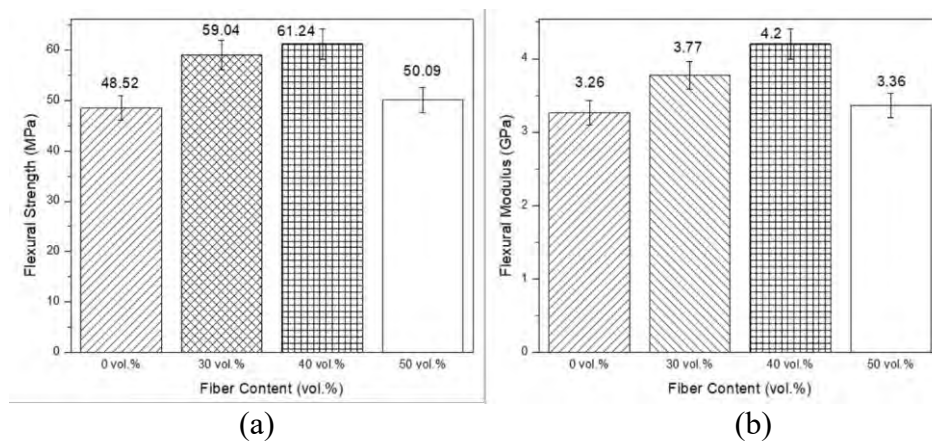 Flexural Strength (MPa)
60
50
40
30
20
10
0
48.52
59.04
61.24
50.09
0 vol.%
30 vol.%
40 vol.%
50 vol.%
Fiber Content (vol.%)
(a)
Flexural Modulus (GPa)
4
3
2
1
0
3.26
3.77
4.2
3.36
0 vol.%
30 vol.%
40 vol.%
50 vol.%
Fiber Content (vol.%)
(b)